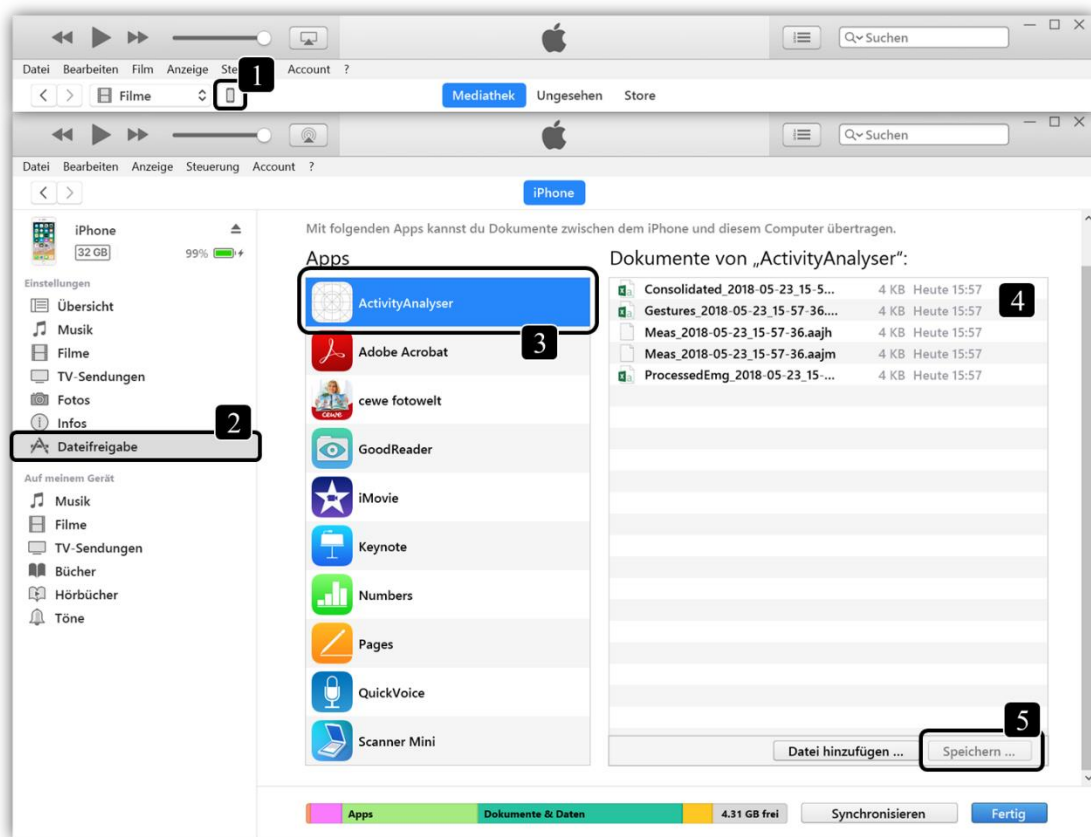 Suchen
Datei Bearbeiten Film Anzeige Ste 1 Account ?
Filme
Mediathek Ungesehen Store
Suchen
Datei Bearbeiten Anzeige Steuerung Account ?
iPhone
iPhone
32 GB 99%
Einstellungen
Übersicht
Musik
Filme
TV-Sendungen
Fotos
Infos
2
Dateifreigabe
Auf meinem Gerät
Musik
Filme
TV-Sendungen
Bücher
Hörbücher
Töne
Mit folgenden Apps kannst du Dokumente zwischen dem iPhone und diesem Computer übertragen.
Apps
ActivityAnalyser
3
Adobe Acrobat
cewe fotowelt
GoodReader
iMovie
Keynote
Numbers
Pages
QuickVoice
Scanner Mini
Dokumente von „ActivityAnalyser“:
Consolidated_2018-05-23_15-5... 4 KB Heute 15:57
4
Gestures_2018-05-23_15-57-36.... 4 KB Heute 15:57
Meas_2018-05-23_15-57-36.aajh 4 KB Heute 15:57
Meas_2018-05-23_15-57-36.aajm 4 KB Heute 15:57
ProcessedEmg_2018-05-23_15-... 4 KB Heute 15:57
5
Datei hinzufügen ... Speichern ...
Apps Dokumente & Daten 4.31 GB frei Synchronisieren Fertig